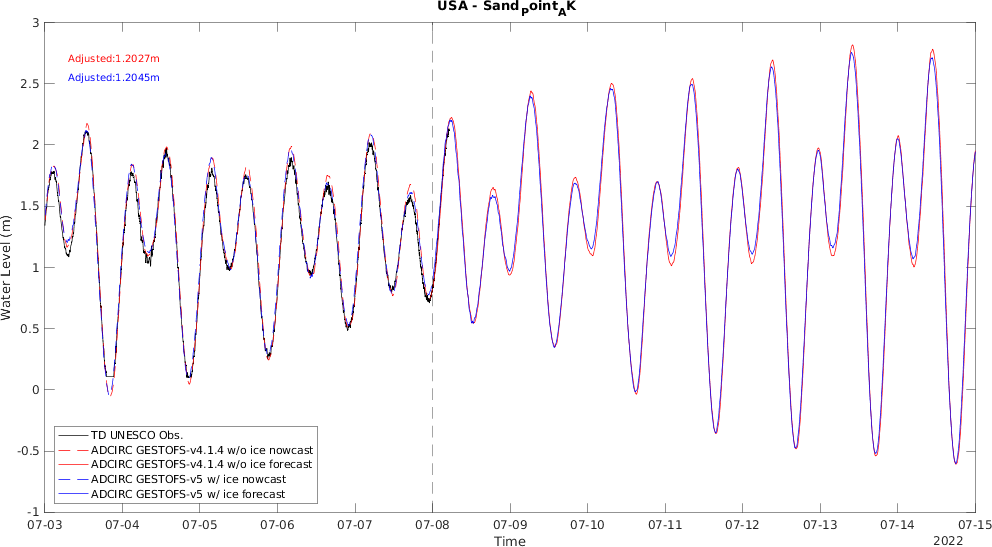 USA - SandPointAK
Adjusted:1.2027m
Adjusted:1.2045m
Water Level (m)
3
2.5
2
1.5
1
0.5
0
-0.5
-1
TD UNESCO Obs.
ADCIRC GESTOFS-v4.1.4 w/o ice nowcast
ADCIRC GESTOFS-v4.1.4 w/o ice forecast
ADCIRC GESTOFS-v5 w/ ice nowcast
ADCIRC GESTOFS-v5 w/ ice forecast
07-03 07-04 07-05 07-06 07-07 07-08 07-09 07-10 07-11 07-12 07-13 07-14 07-15
Time
2022